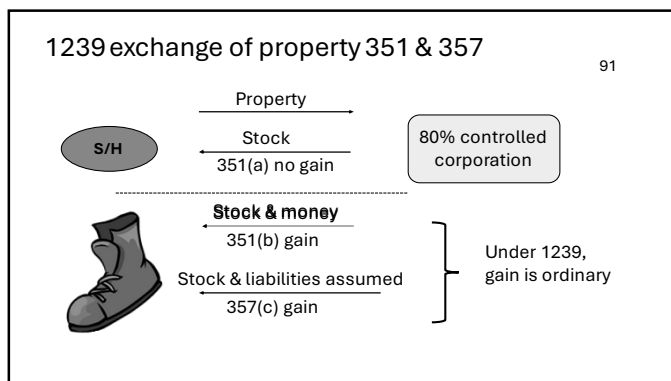 1239 exchange of property 351 & 357
91
Property
S/H
Stock
351(a) no gain
80% controlled
corporation
Stock & money
351(b) gain
Stock & liabilities assumed
357(c) gain
Under 1239,
gain is ordinary